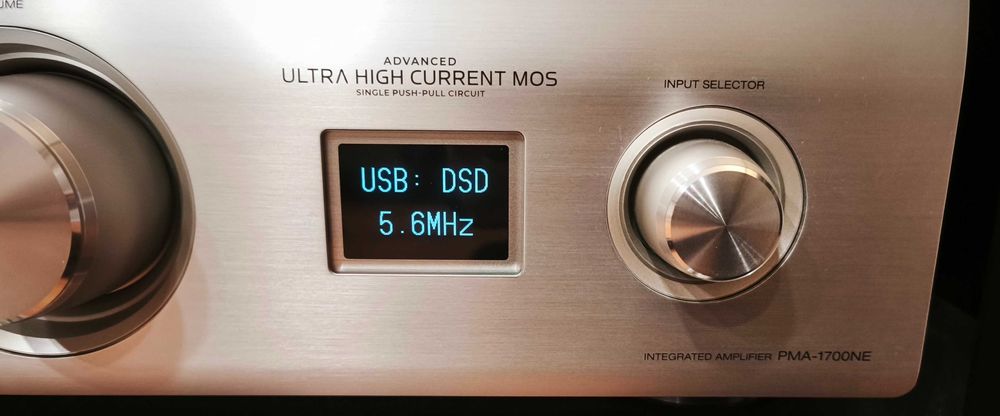 ADVANCED
ULTRA HIGH CURRENT MOS
SINGLE PUSH-PULL CIRCUIT
INPUT SELECTOR
USB: DSD
5.6MHz
INTEGRATED AMPLIFIER PMA-1700NE